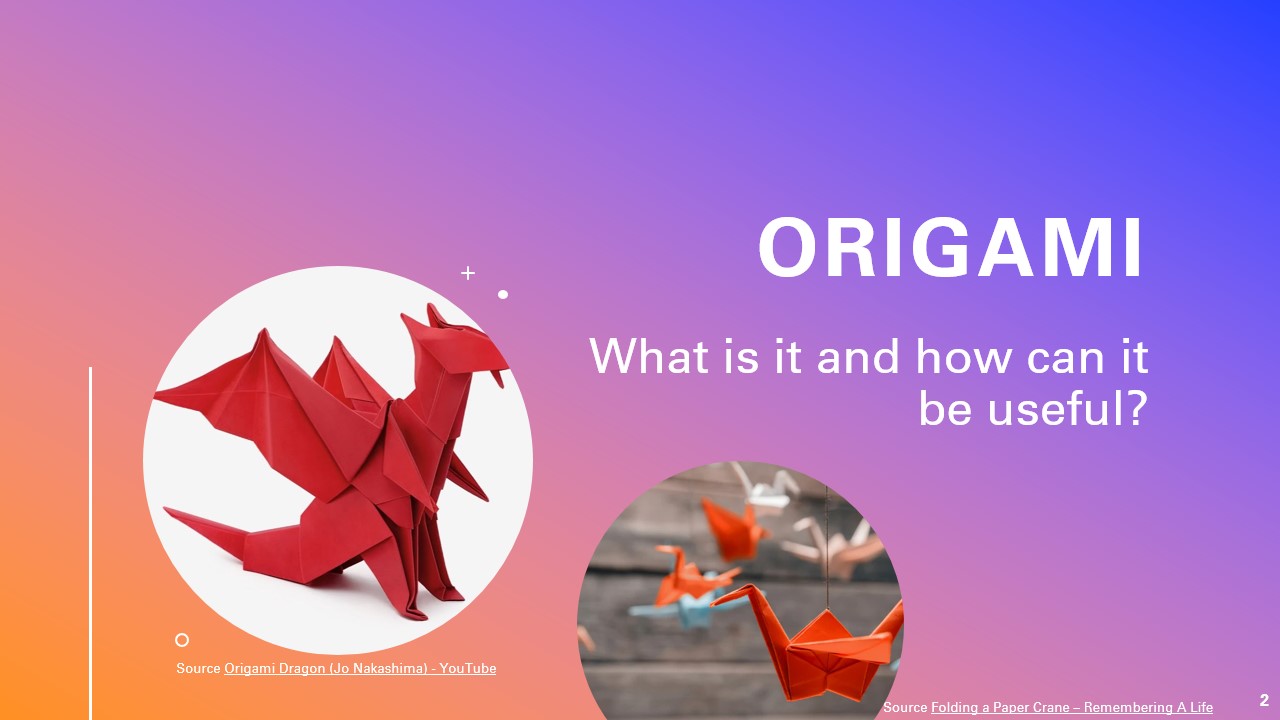 ORIGAMI
What is it and how can it
be useful?
Source Origami Dragon (Jo Nakashima) - YouTube
Source Folding a Paper Crane – Remembering A Life
2